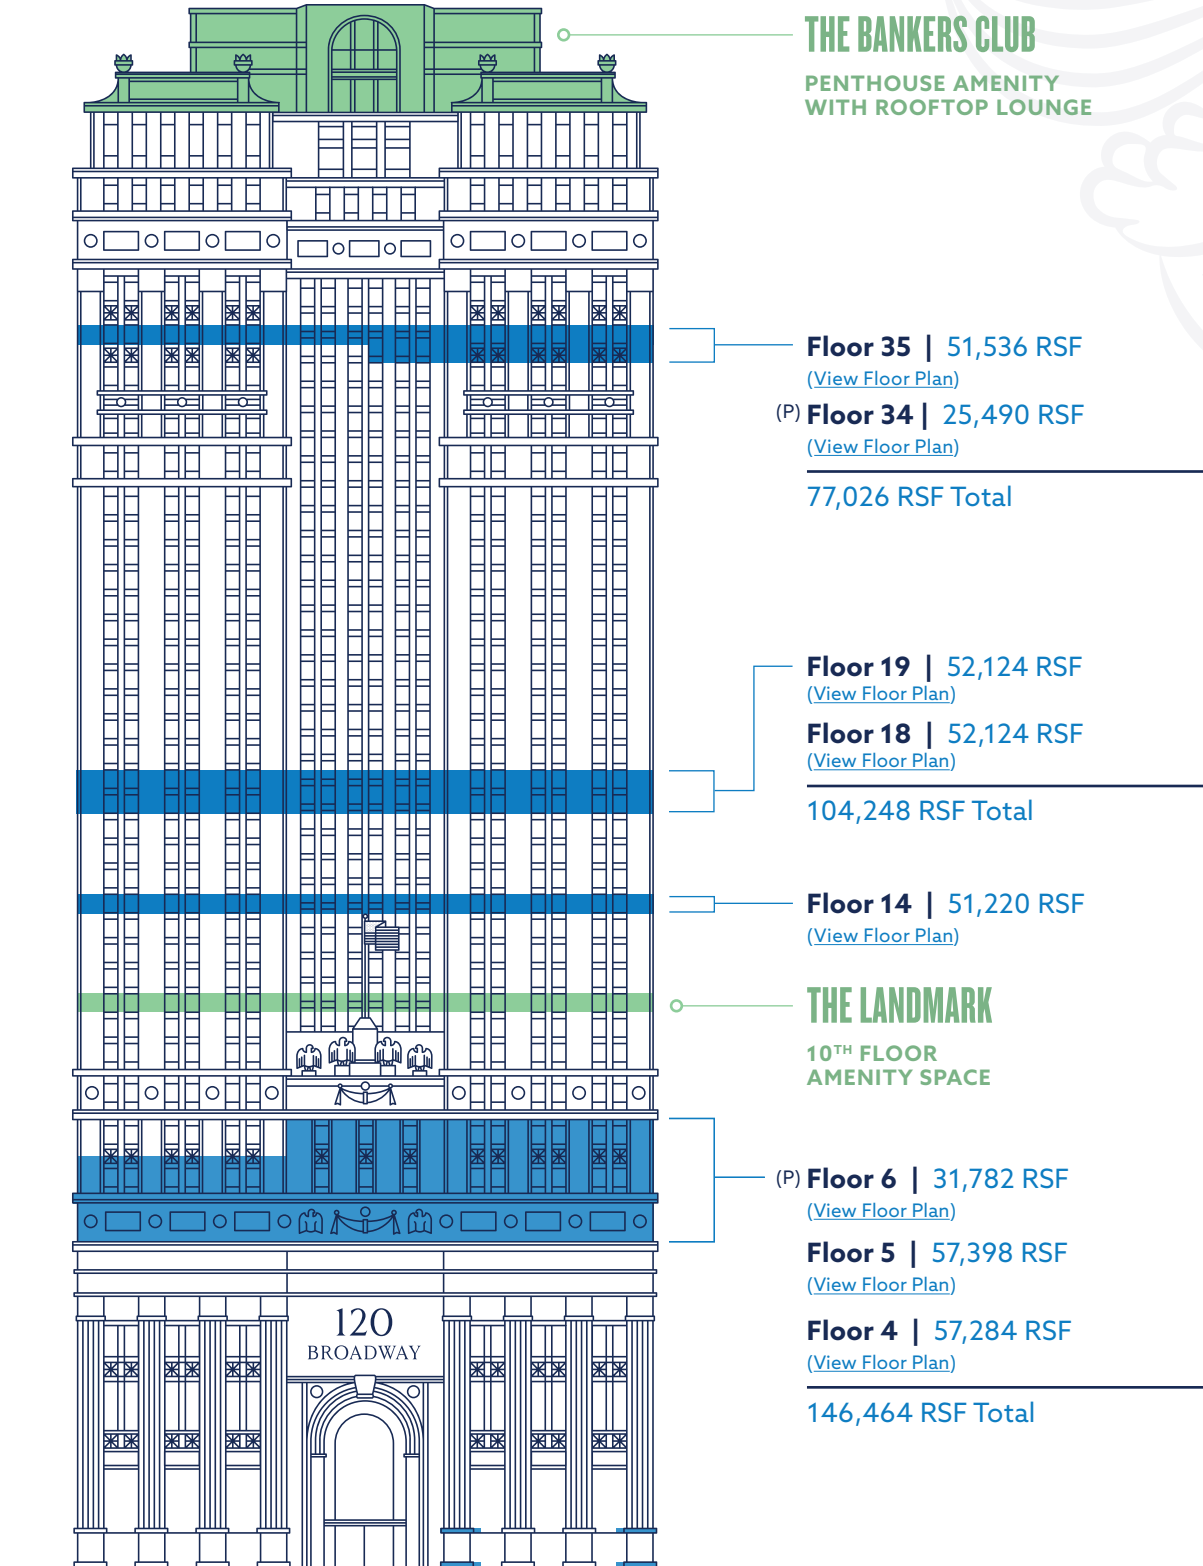 THE BANKERS CLUB
PENTHOUSE AMENITY
WITH ROOFTOP LOUNGE
Floor 35 | 51,536 RSF
(View Floor Plan)
(P) Floor 34 | 25,490 RSF
(View Floor Plan)
77,026 RSF Total
Floor 19 | 52,124 RSF
(View Floor Plan)
Floor 18 | 52,124 RSF
(View Floor Plan)
104,248 RSF Total
Floor 14 | 51,220 RSF
(View Floor Plan)
THE LANDMARK
10TH FLOOR
AMENITY SPACE
(P) Floor 6 | 31,782 RSF
(View Floor Plan)
Floor 5 | 57,398 RSF
(View Floor Plan)
Floor 4 | 57,284 RSF
(View Floor Plan)
146,464 RSF Total
120
BROADWAY